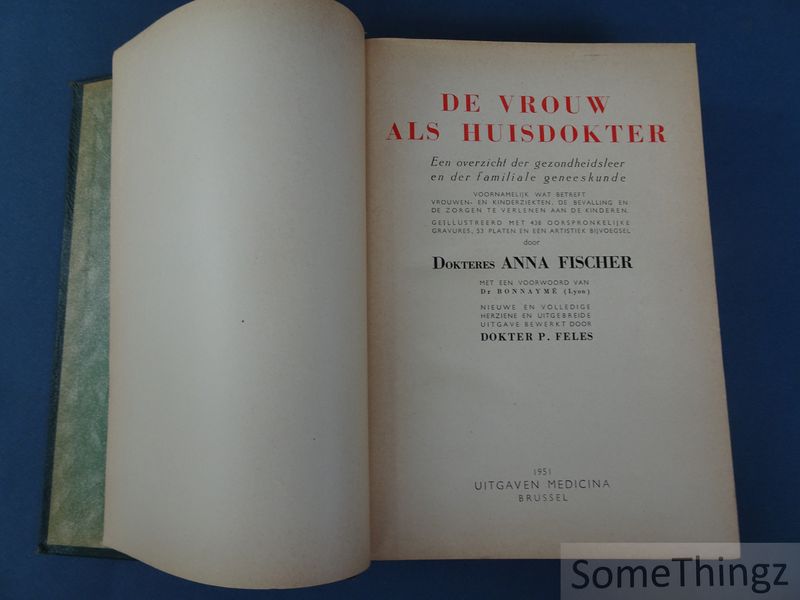 DE VROUW
ALS HUISDOKTER
Een overzicht der gezondheidsleer
en der familiale geneeskunde
VOORNAMELIJK WAT BETREFT
VROUWEN- EN KINDERZIEKTEN, DE BEVALLING EN
DE ZORGEN TE VERLENEN AAN DE KINDEREN.
GEÏLLUSTREERD MET 436 OORSPRONKELIJKE
GRAVURES, 53 PLATEN EN EEN ARTISTIEK BIJVOEGSEL
door
DOKTERES ANNA FISCHER
MET EEN VOORWOORD VAN
Dr BONNAYMÉ (Lyon)
NIEUWE EN VOLLEDIGE
HERZIENE EN UITGEBREIDE
UITGAVE BEWERKT DOOR
DOKTER P. FELES
1951
UITGAVEN MEDICINA
BRUSSEL
SomeThingz